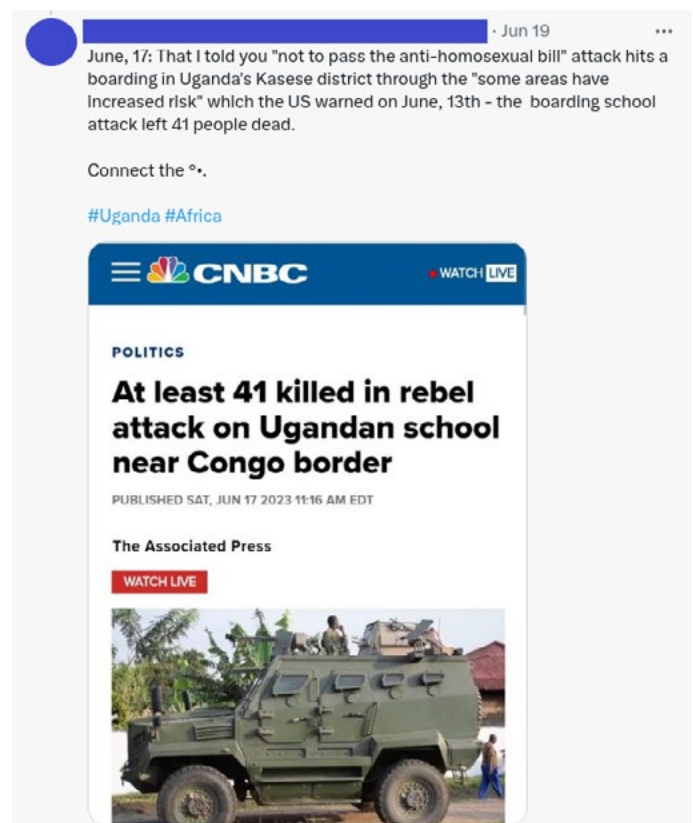 · Jun 19 •••
June, 17: That I told you "not to pass the anti-homosexual bill" attack hits a
boarding in Uganda's Kasese district through the "some areas have
increased risk" which the US warned on June, 13th - the boarding school
attack left 41 people dead.
Connect the °•.
#Uganda #Africa
CNBC
WATCH LIVE
POLITICS
At least 41 killed in rebel
attack on Ugandan school
near Congo border
PUBLISHED SAT, JUN 17 2023 11:16 AM EDT
The Associated Press
WATCH LIVE